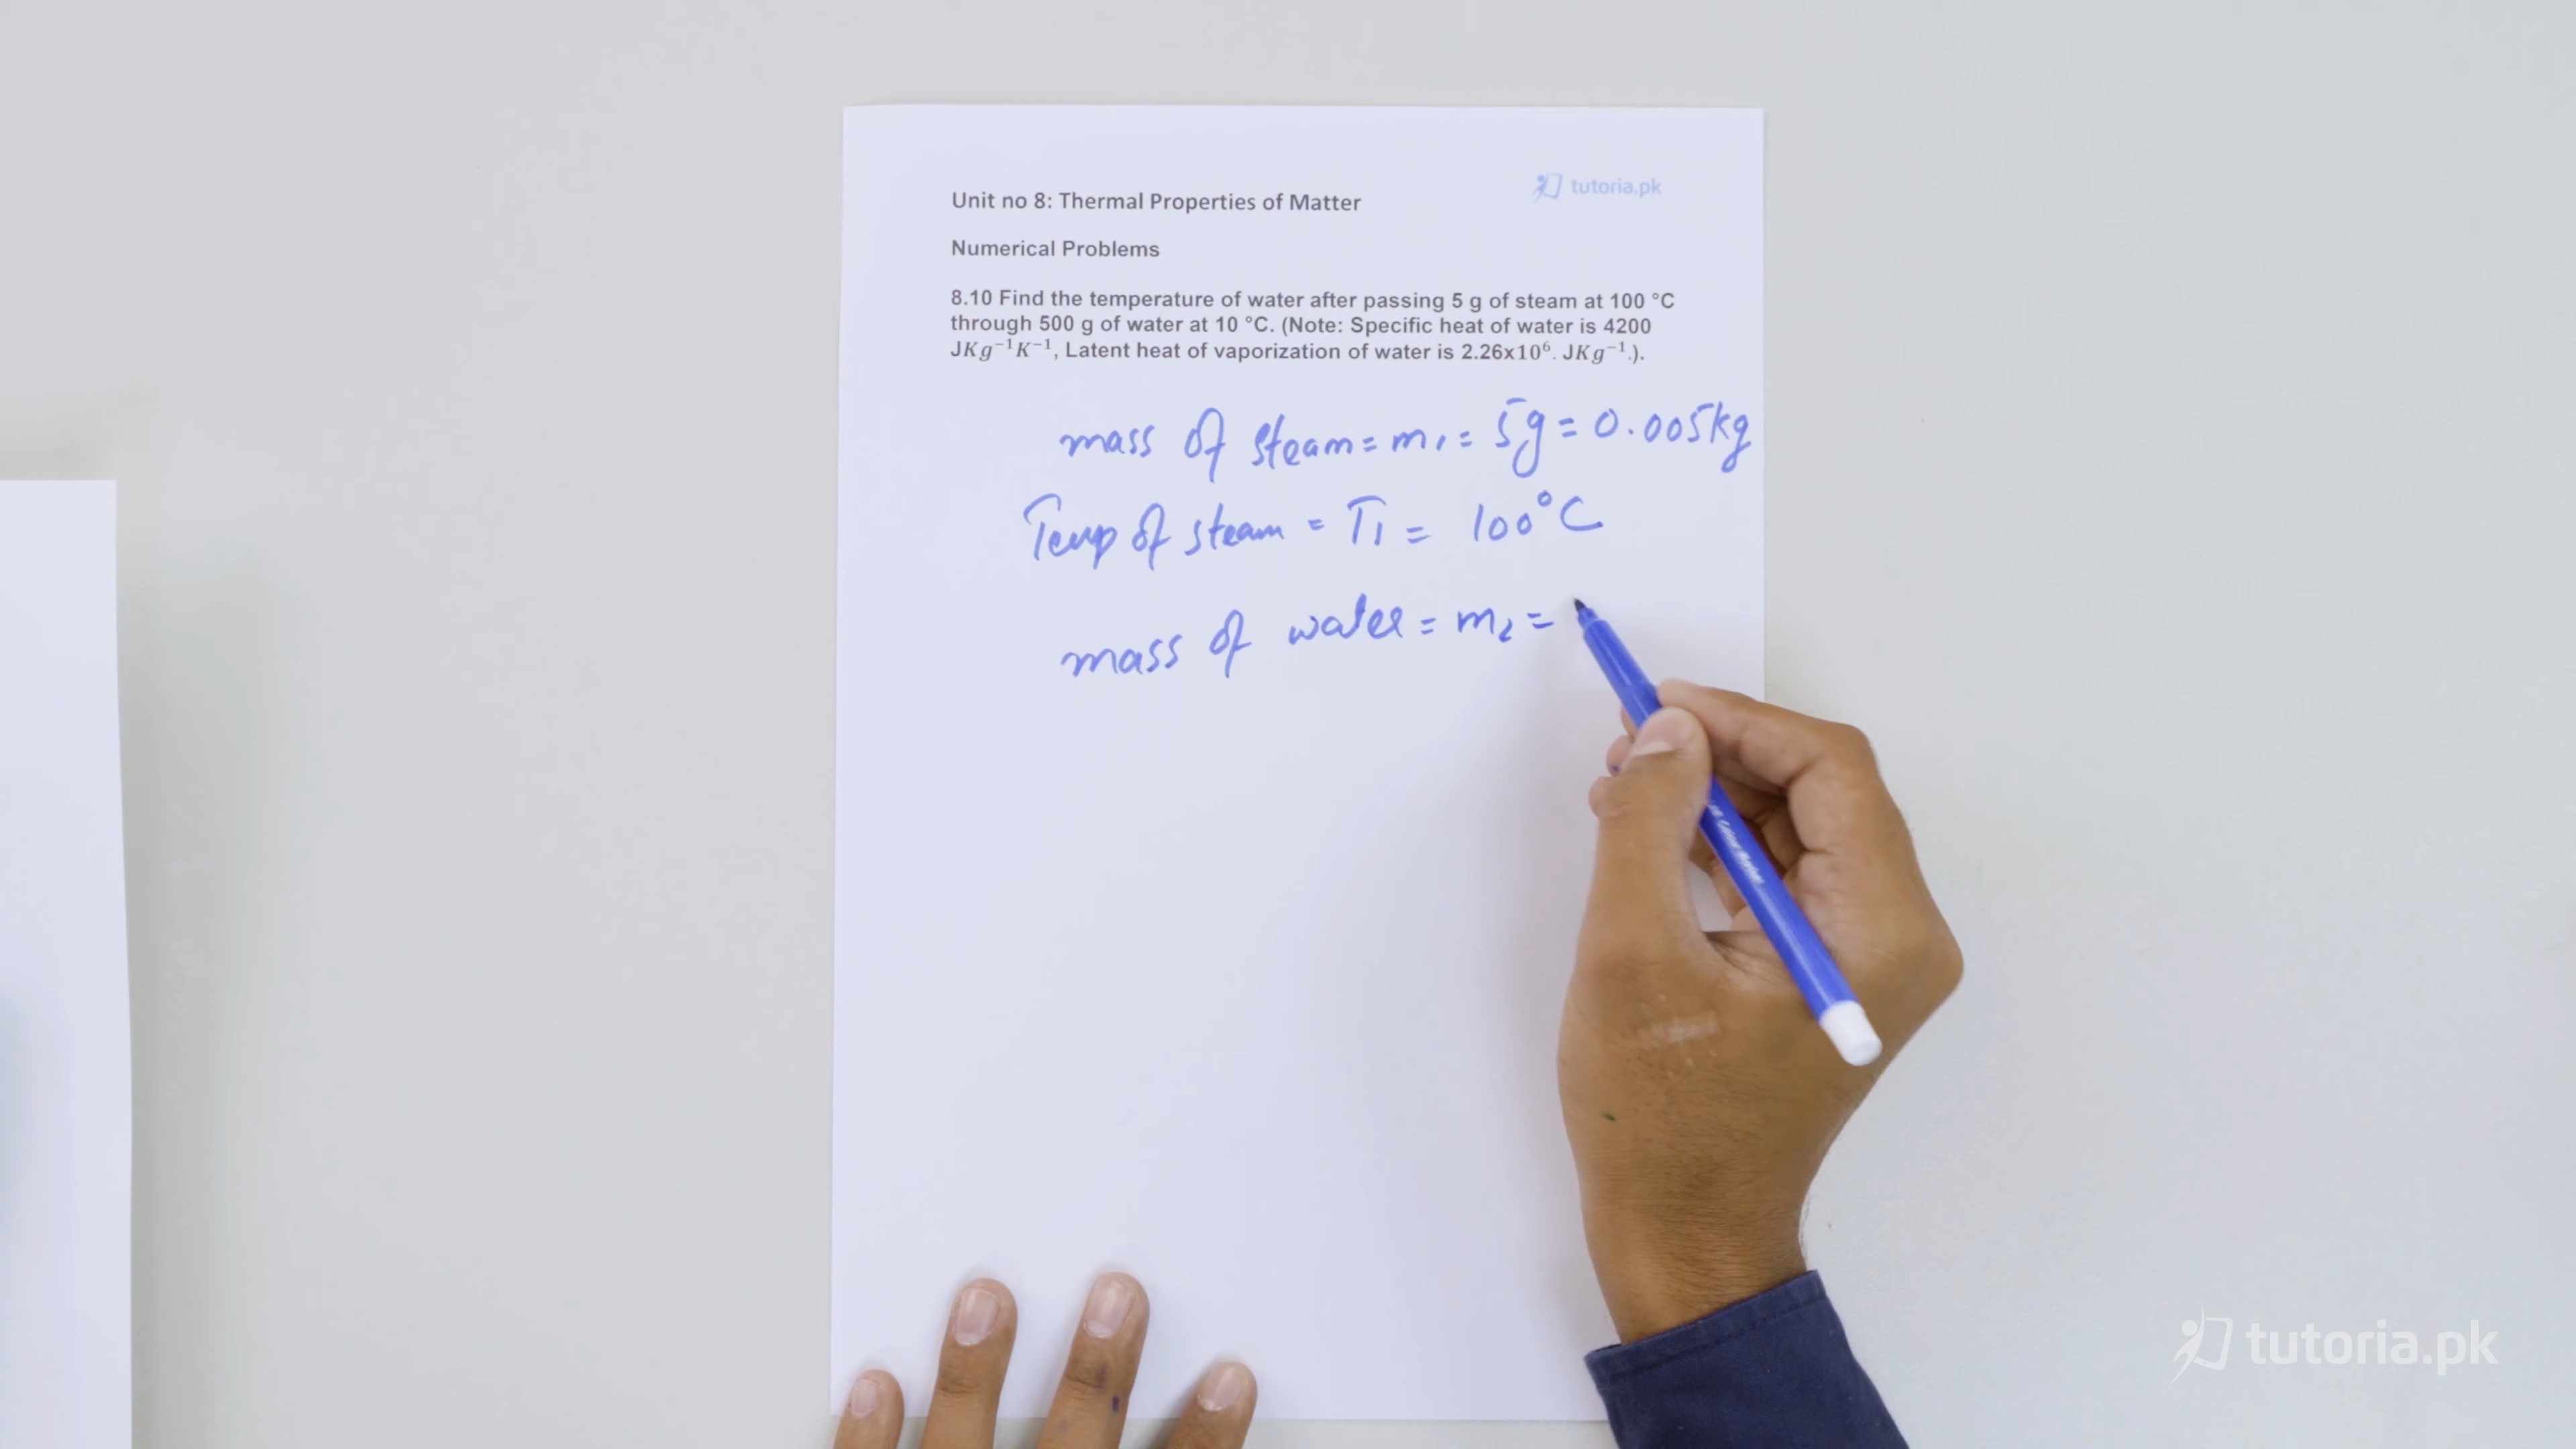 tutoria.pk
Unit no 8: Thermal Properties of Matter
Numerical Problems
8.10 Find the temperature of water after passing 5 g of steam at 100 °C
through 500 g of water at 10 °C. (Note: Specific heat of water is 4200
JKg⁻¹K⁻¹, Latent heat of vaporization of water is 2.26x10⁶. JKg⁻¹.).
mass of steam = m₁ = 5g = 0.005kg
Temp of steam = T₁ = 100°C
mass of water = m₂ =
tutoria.pk